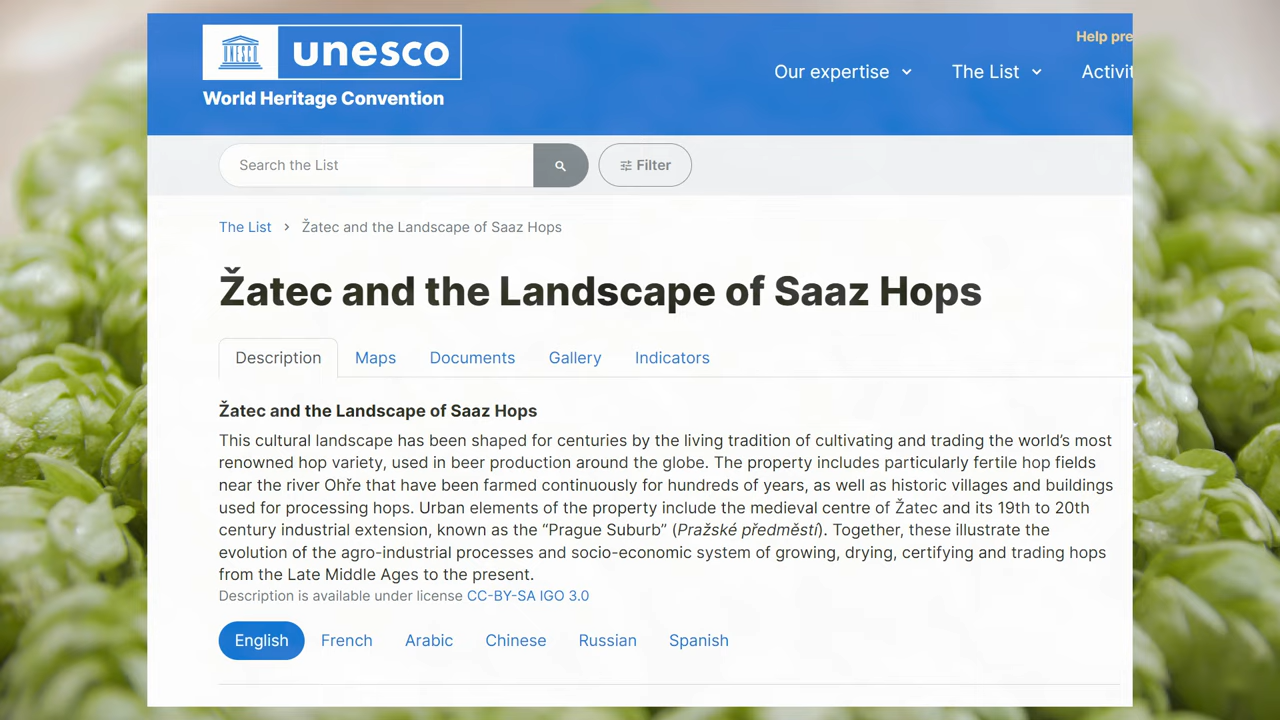 UNESCO
unesco
World Heritage Convention
Help pre
Our expertise
The List
Activit
Search the List
Filter
The List > Žatec and the Landscape of Saaz Hops
Žatec and the Landscape of Saaz Hops
Description Maps Documents Gallery Indicators
Žatec and the Landscape of Saaz Hops
This cultural landscape has been shaped for centuries by the living tradition of cultivating and trading the world’s most
renowned hop variety, used in beer production around the globe. The property includes particularly fertile hop fields
near the river Ohře that have been farmed continuously for hundreds of years, as well as historic villages and buildings
used for processing hops. Urban elements of the property include the medieval centre of Žatec and its 19th to 20th
century industrial extension, known as the “Prague Suburb” (Pražské předměstí). Together, these illustrate the
evolution of the agro-industrial processes and socio-economic system of growing, drying, certifying and trading hops
from the Late Middle Ages to the present.
Description is available under license CC-BY-SA IGO 3.0
English French Arabic Chinese Russian Spanish